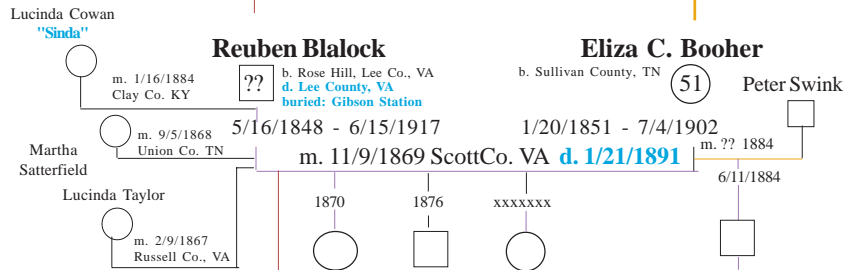 Lucinda Cowan
"Sinda"
Reuben Blalock
Eliza C. Booher
??
b. Rose Hill, Lee Co., VA
d. Lee County, VA
buried: Gibson Station
b. Sullivan County, TN
51
Peter Swink
m. 1/16/1884
Clay Co. KY
5/16/1848 - 6/15/1917
1/20/1851 - 7/4/1902
m. 9/5/1868
Union Co. TN
Martha
Satterfield
m. 11/9/1869 ScottCo. VA d. 1/21/1891
m. ?? 1884
6/11/1884
Lucinda Taylor
1870
1876
xxxxxxx
m. 2/9/1867
Russell Co., VA